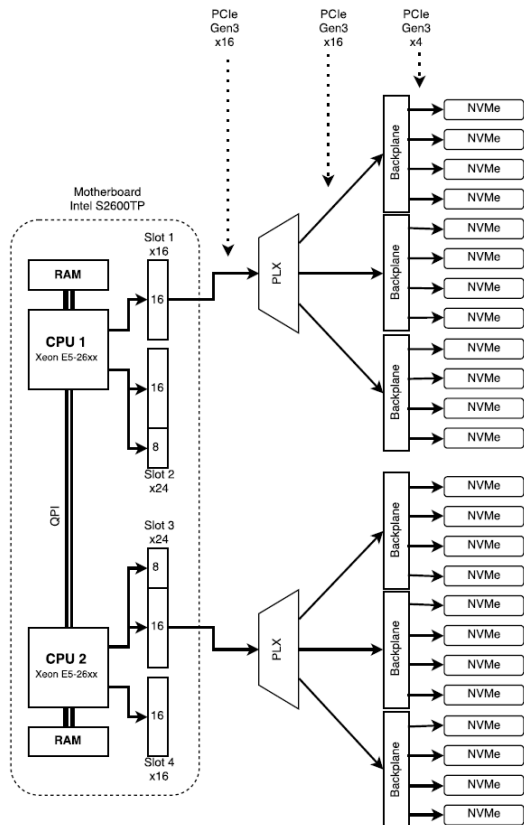 PCIe
Gen3
x16
PCIe
Gen3
x16
PCIe
Gen3
x4
Motherboard
Intel S2600TP
Slot 1
x16
RAM
16
CPU 1
Xeon E5-26xx
16
8
Slot 2
x24
QPI
Slot 3
x24
8
16
CPU 2
Xeon E5-26xx
16
RAM
Slot 4
x16
PLX
Backplane
NVMe
NVMe
NVMe
NVMe
Backplane
NVMe
NVMe
NVMe
NVMe
Backplane
NVMe
NVMe
NVMe
NVMe
PLX
Backplane
NVMe
NVMe
NVMe
NVMe
Backplane
NVMe
NVMe
NVMe
NVMe
Backplane
NVMe
NVMe
NVMe
NVMe